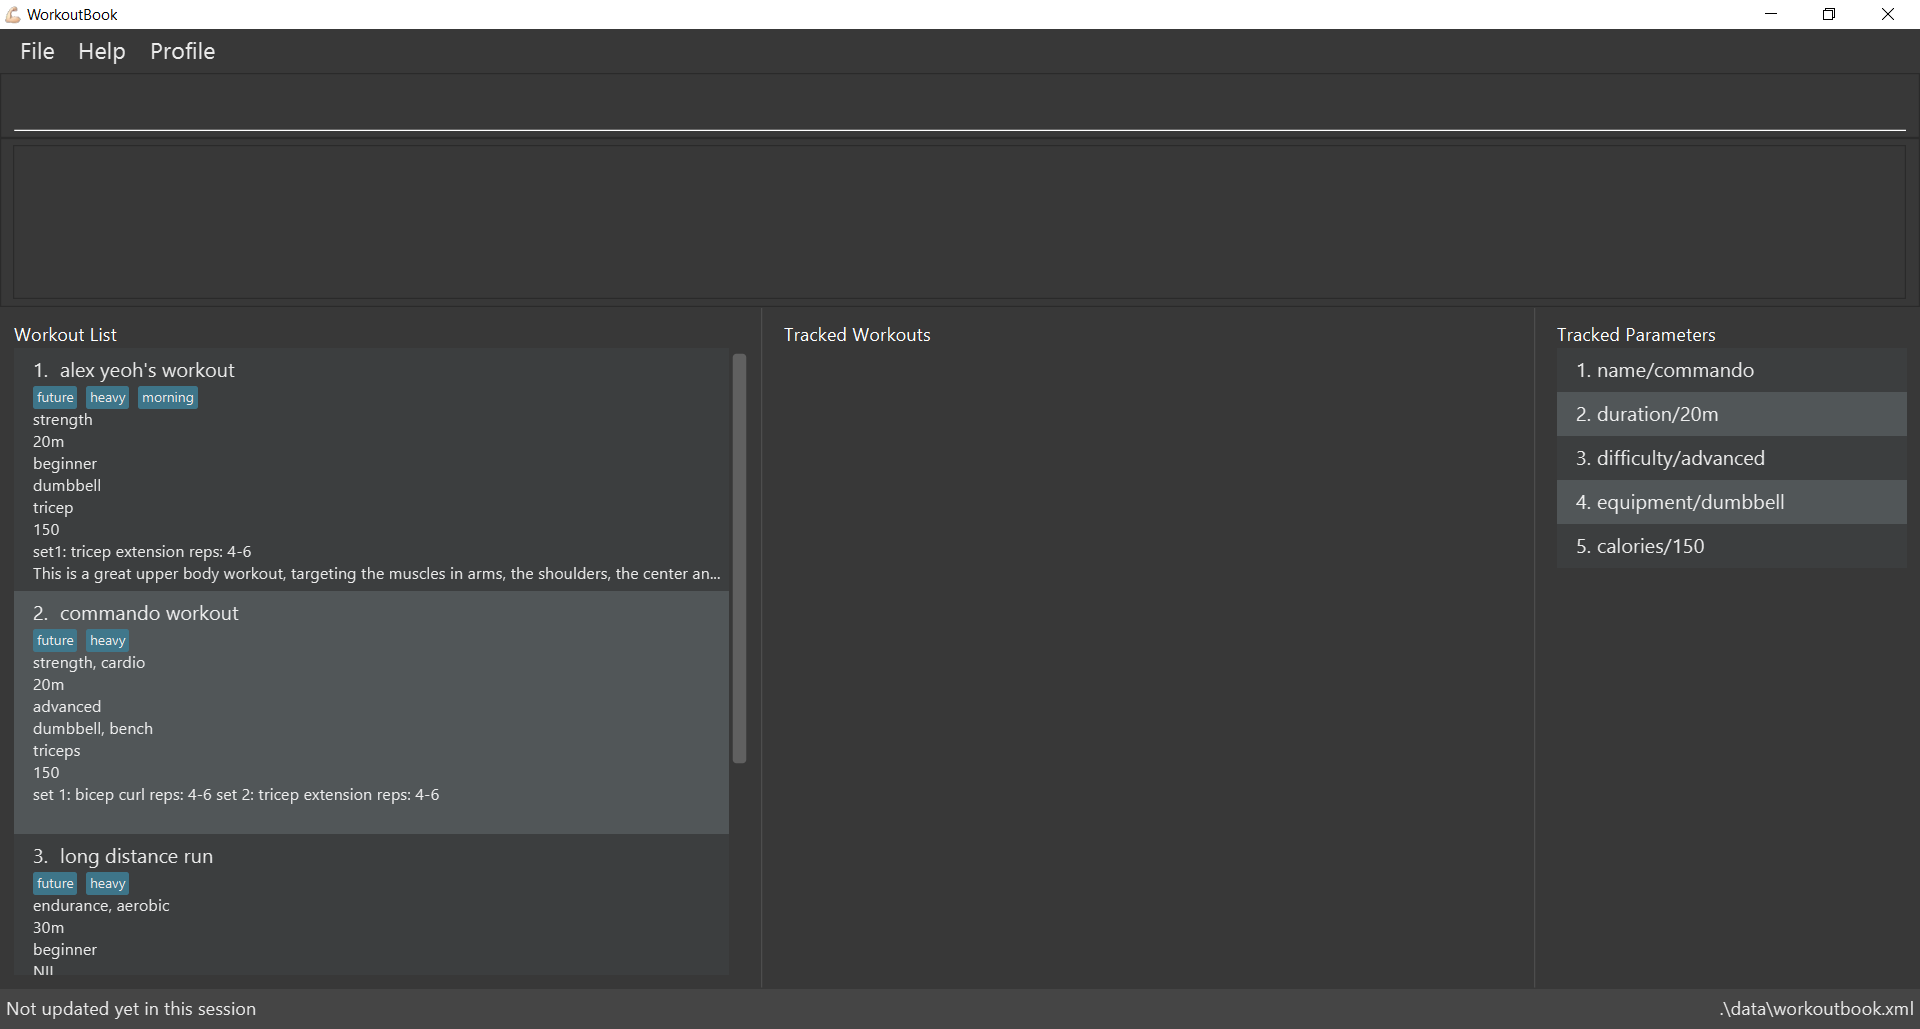 WorkoutBook
File Help Profile
Workout List
1. alex yeoh's workout
future heavy morning
strength
20m
beginner
dumbbell
tricep
150
set1: tricep extension reps: 4-6
This is a great upper body workout, targeting the muscles in arms, the shoulders, the center an...
2. commando workout
future heavy
strength, cardio
20m
advanced
dumbbell, bench
triceps
150
set 1: bicep curl reps: 4-6 set 2: tricep extension reps: 4-6
3. long distance run
future heavy
endurance, aerobic
30m
beginner
NIL
Tracked Workouts
Tracked Parameters
1. name/commando
2. duration/20m
3. difficulty/advanced
4. equipment/dumbbell
5. calories/150
Not updated yet in this session
.\data\workoutbook.xml